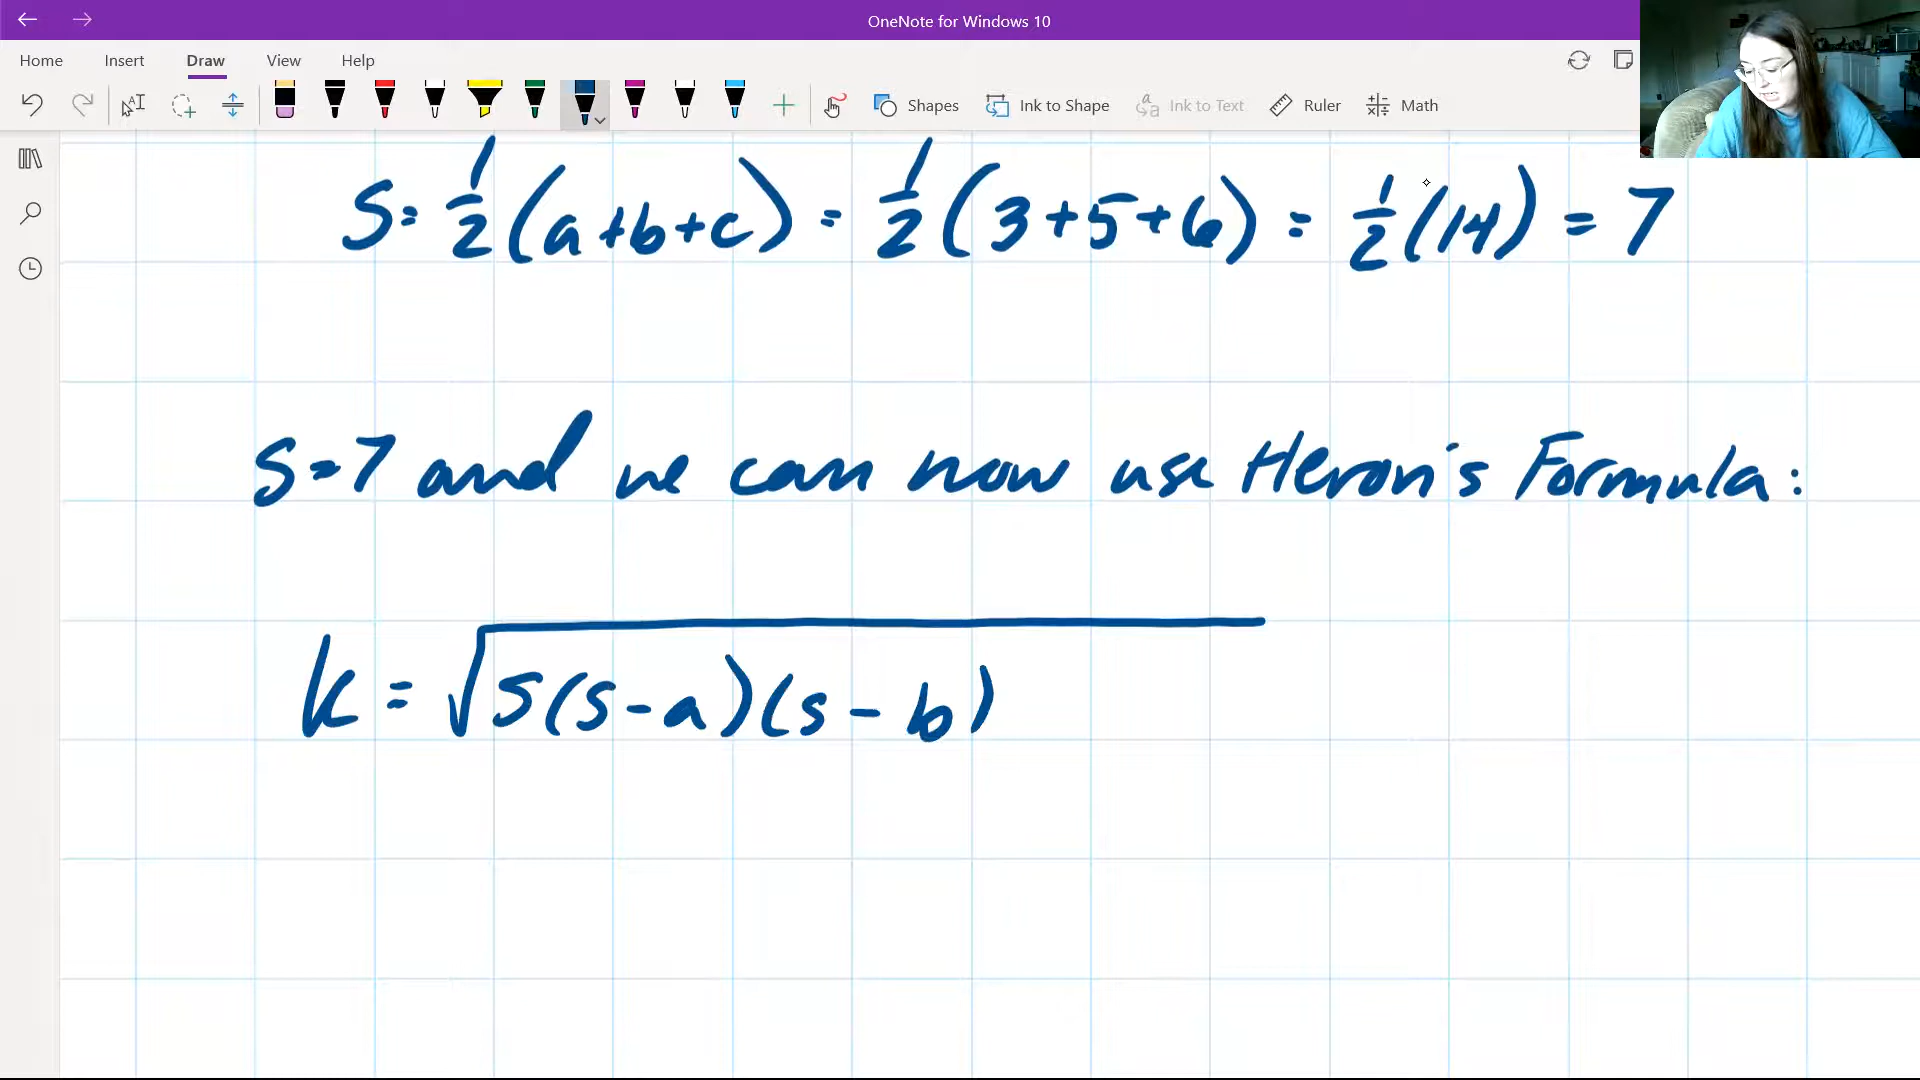 OneNote for Windows 10
Home Insert Draw View Help
Shapes Ink to Shape Ink to Text Ruler Math
S = 1/2 (a+b+c) = 1/2 (3+5+6) = 1/2 (14) = 7
S=7 and we can now use Heron's Formula:
K = √S(S-a)(s-b)